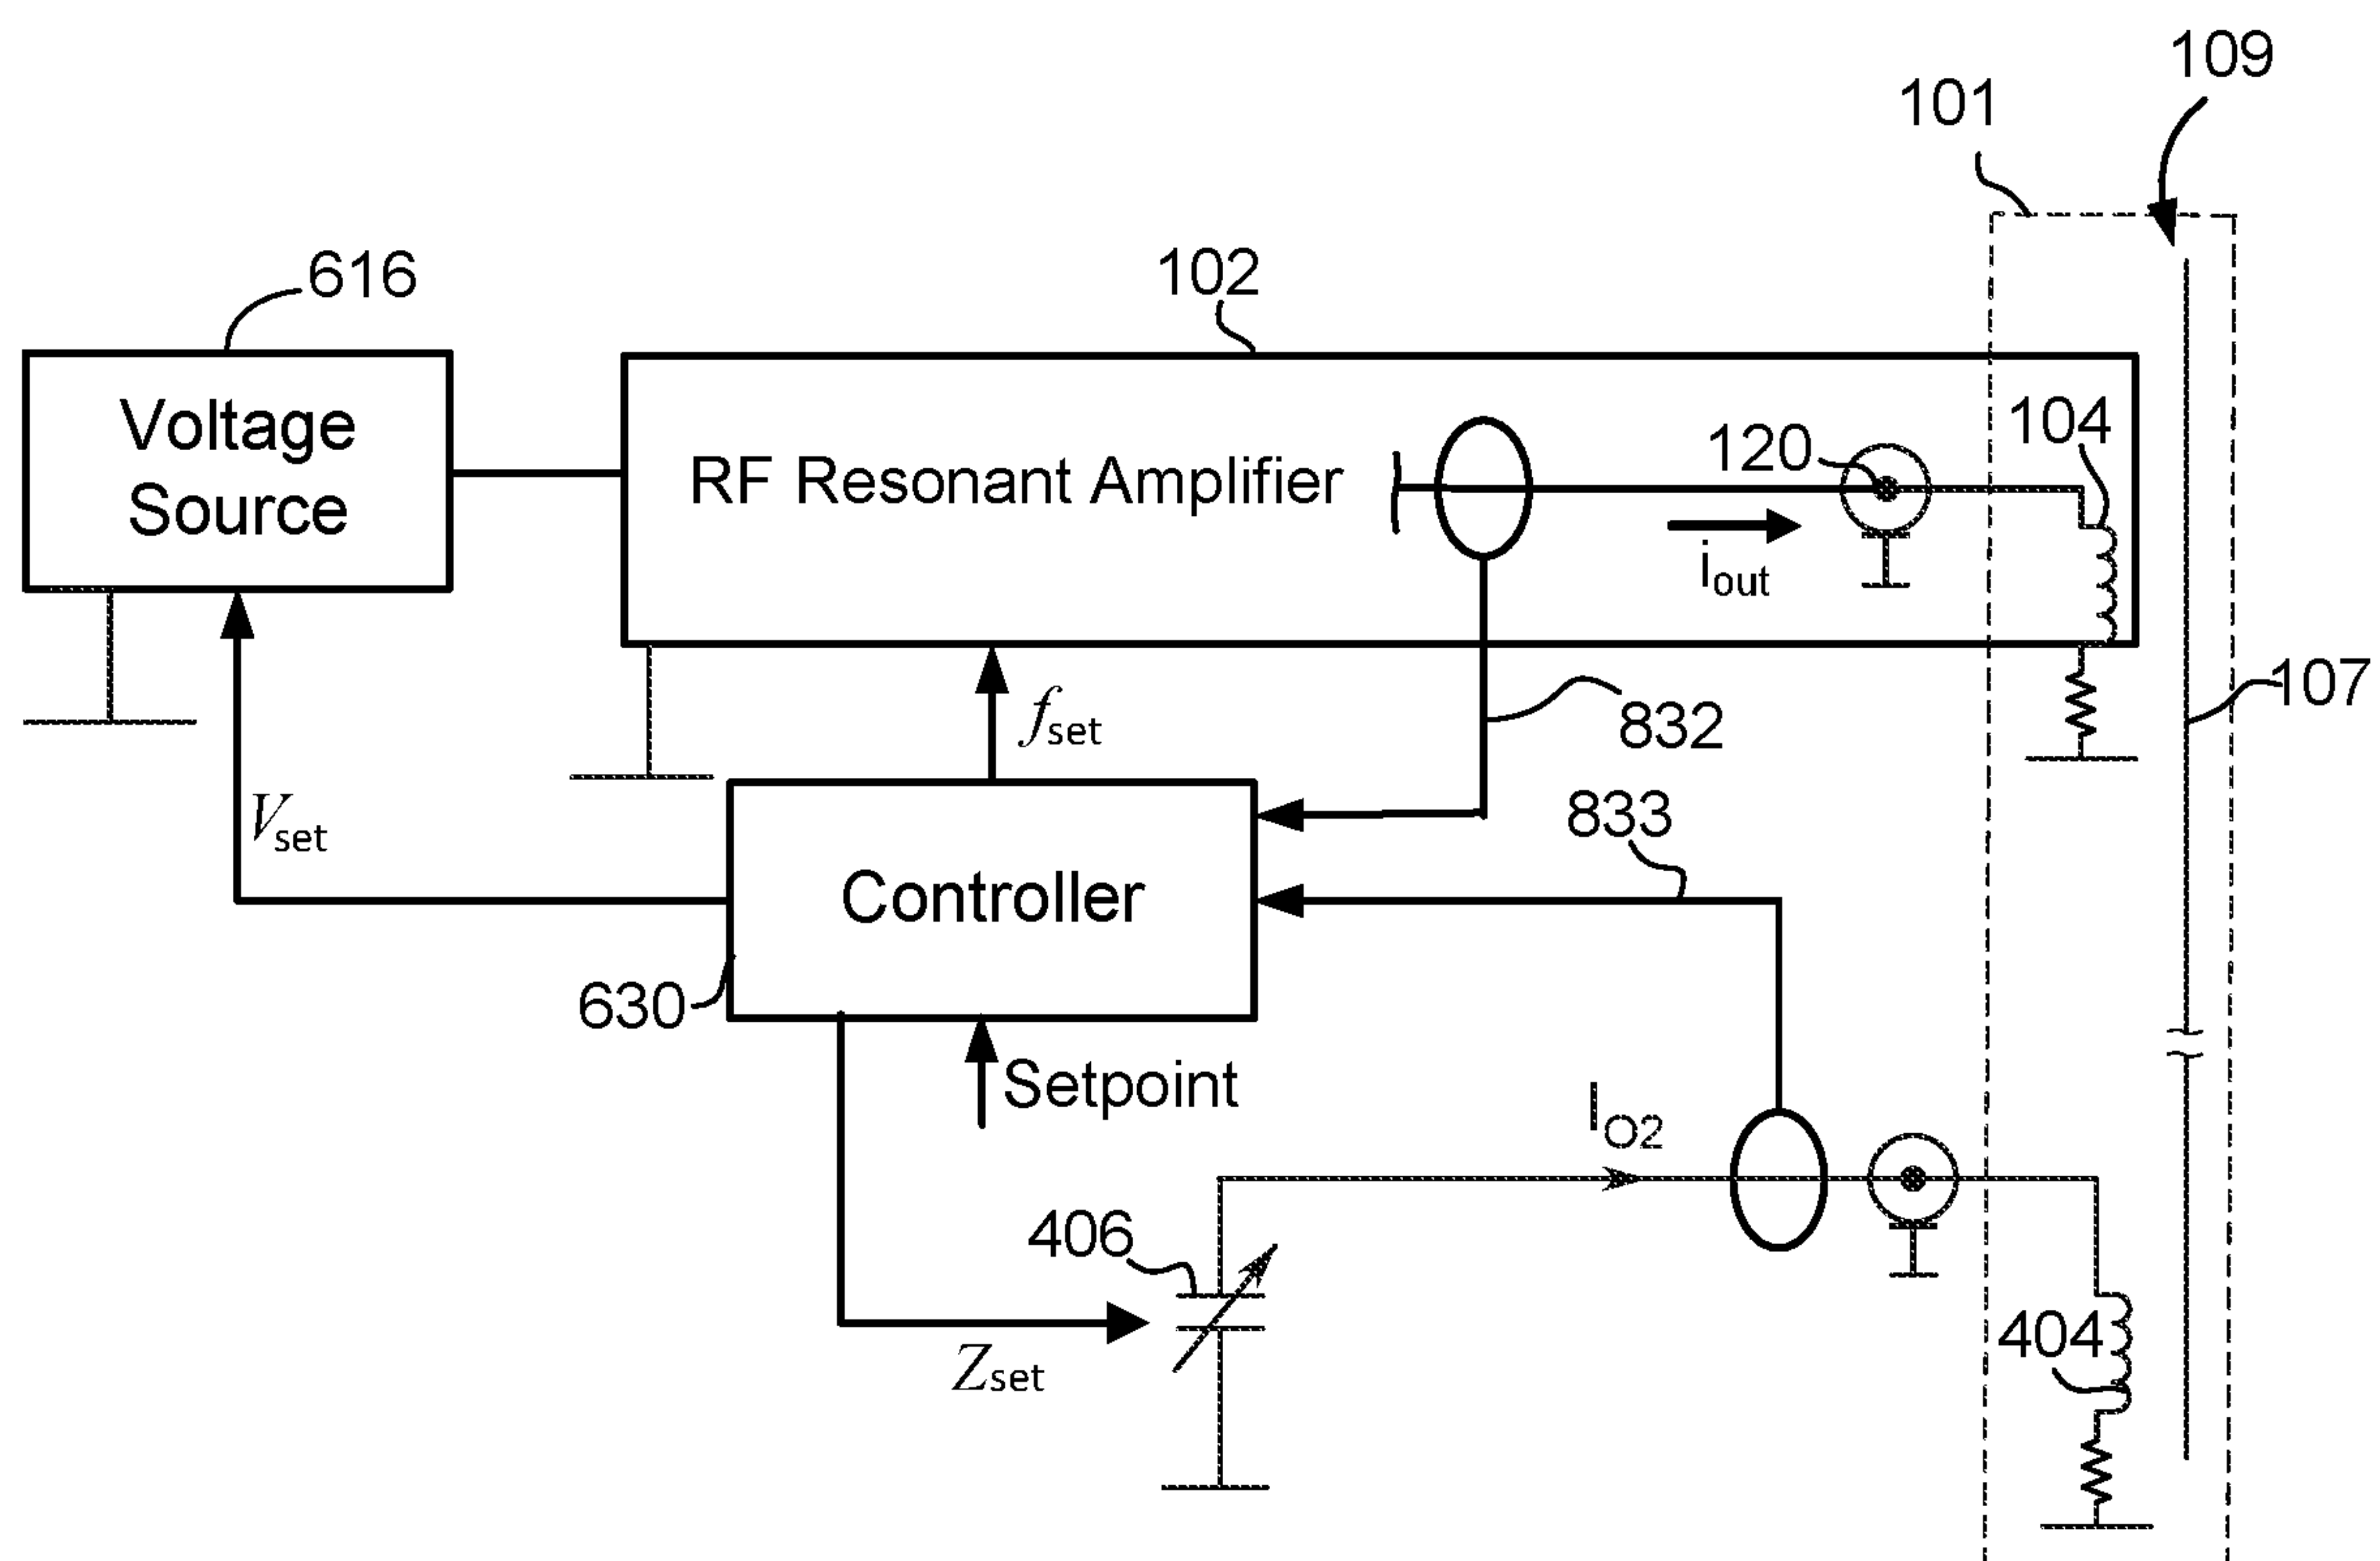 109
101
616
102
Voltage
Source
RF Resonant Amplifier
120
104
iout
107
832
fset
Vset
833
Controller
630
Setpoint
IO2
406
404
Zset